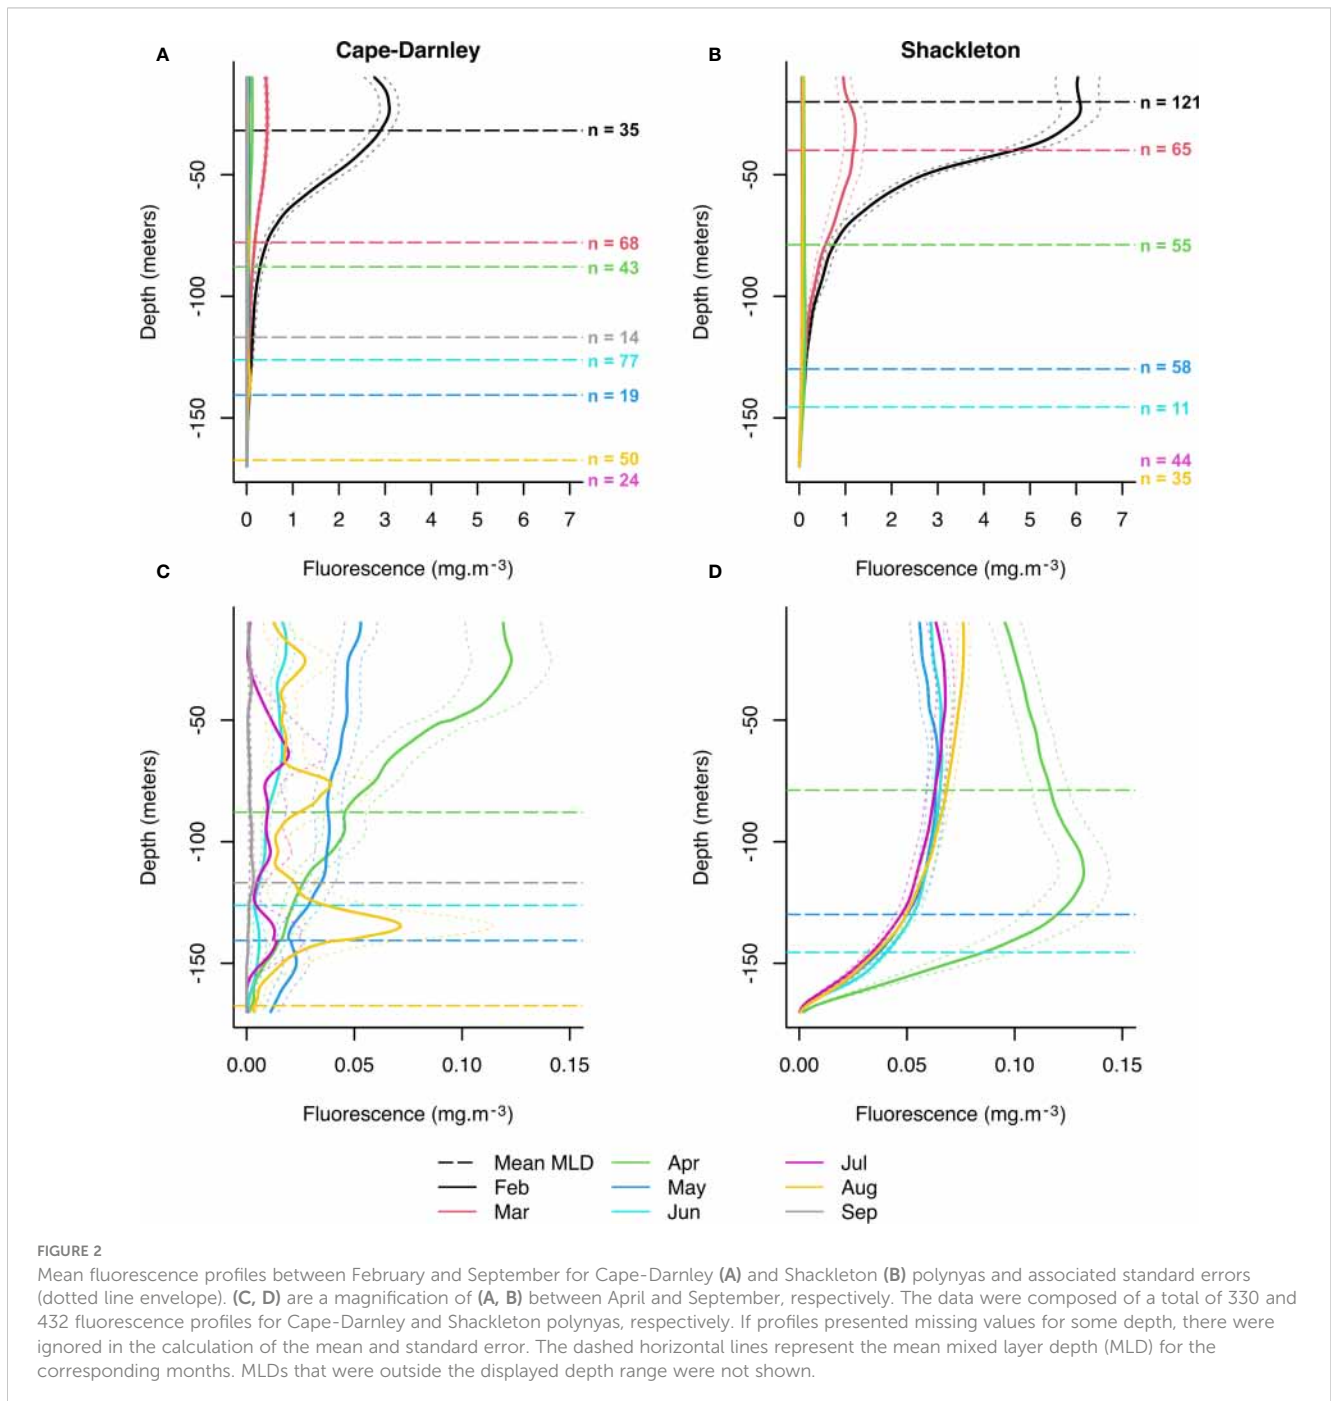 A
Cape-Darnley
B
Shackleton
-50
-100
-150
Depth (meters)
n = 35
n = 68
n = 43
n = 14
n = 77
n = 19
n = 50
n = 24
0 1 2 3 4 5 6 7
Fluorescence (mg.m-3)
-50
-100
-150
Depth (meters)
n = 121
n = 65
n = 55
n = 58
n = 11
n = 44
n = 35
0 1 2 3 4 5 6 7
Fluorescence (mg.m-3)
C
D
-50
-100
-150
Depth (meters)
0.00 0.05 0.10 0.15
Fluorescence (mg.m-3)
-50
-100
-150
Depth (meters)
0.00 0.05 0.10 0.15
Fluorescence (mg.m-3)
Mean MLD Apr Jul
Feb May Aug
Mar Jun Sep
FIGURE 2
Mean fluorescence profiles between February and September for Cape-Darnley (A) and Shackleton (B) polynyas and associated standard errors
(dotted line envelope). (C, D) are a magnification of (A, B) between April and September, respectively. The data were composed of a total of 330 and
432 fluorescence profiles for Cape-Darnley and Shackleton polynyas, respectively. If profiles presented missing values for some depth, there were
ignored in the calculation of the mean and standard error. The dashed horizontal lines represent the mean mixed layer depth (MLD) for the
corresponding months. MLDs that were outside the displayed depth range were not shown.